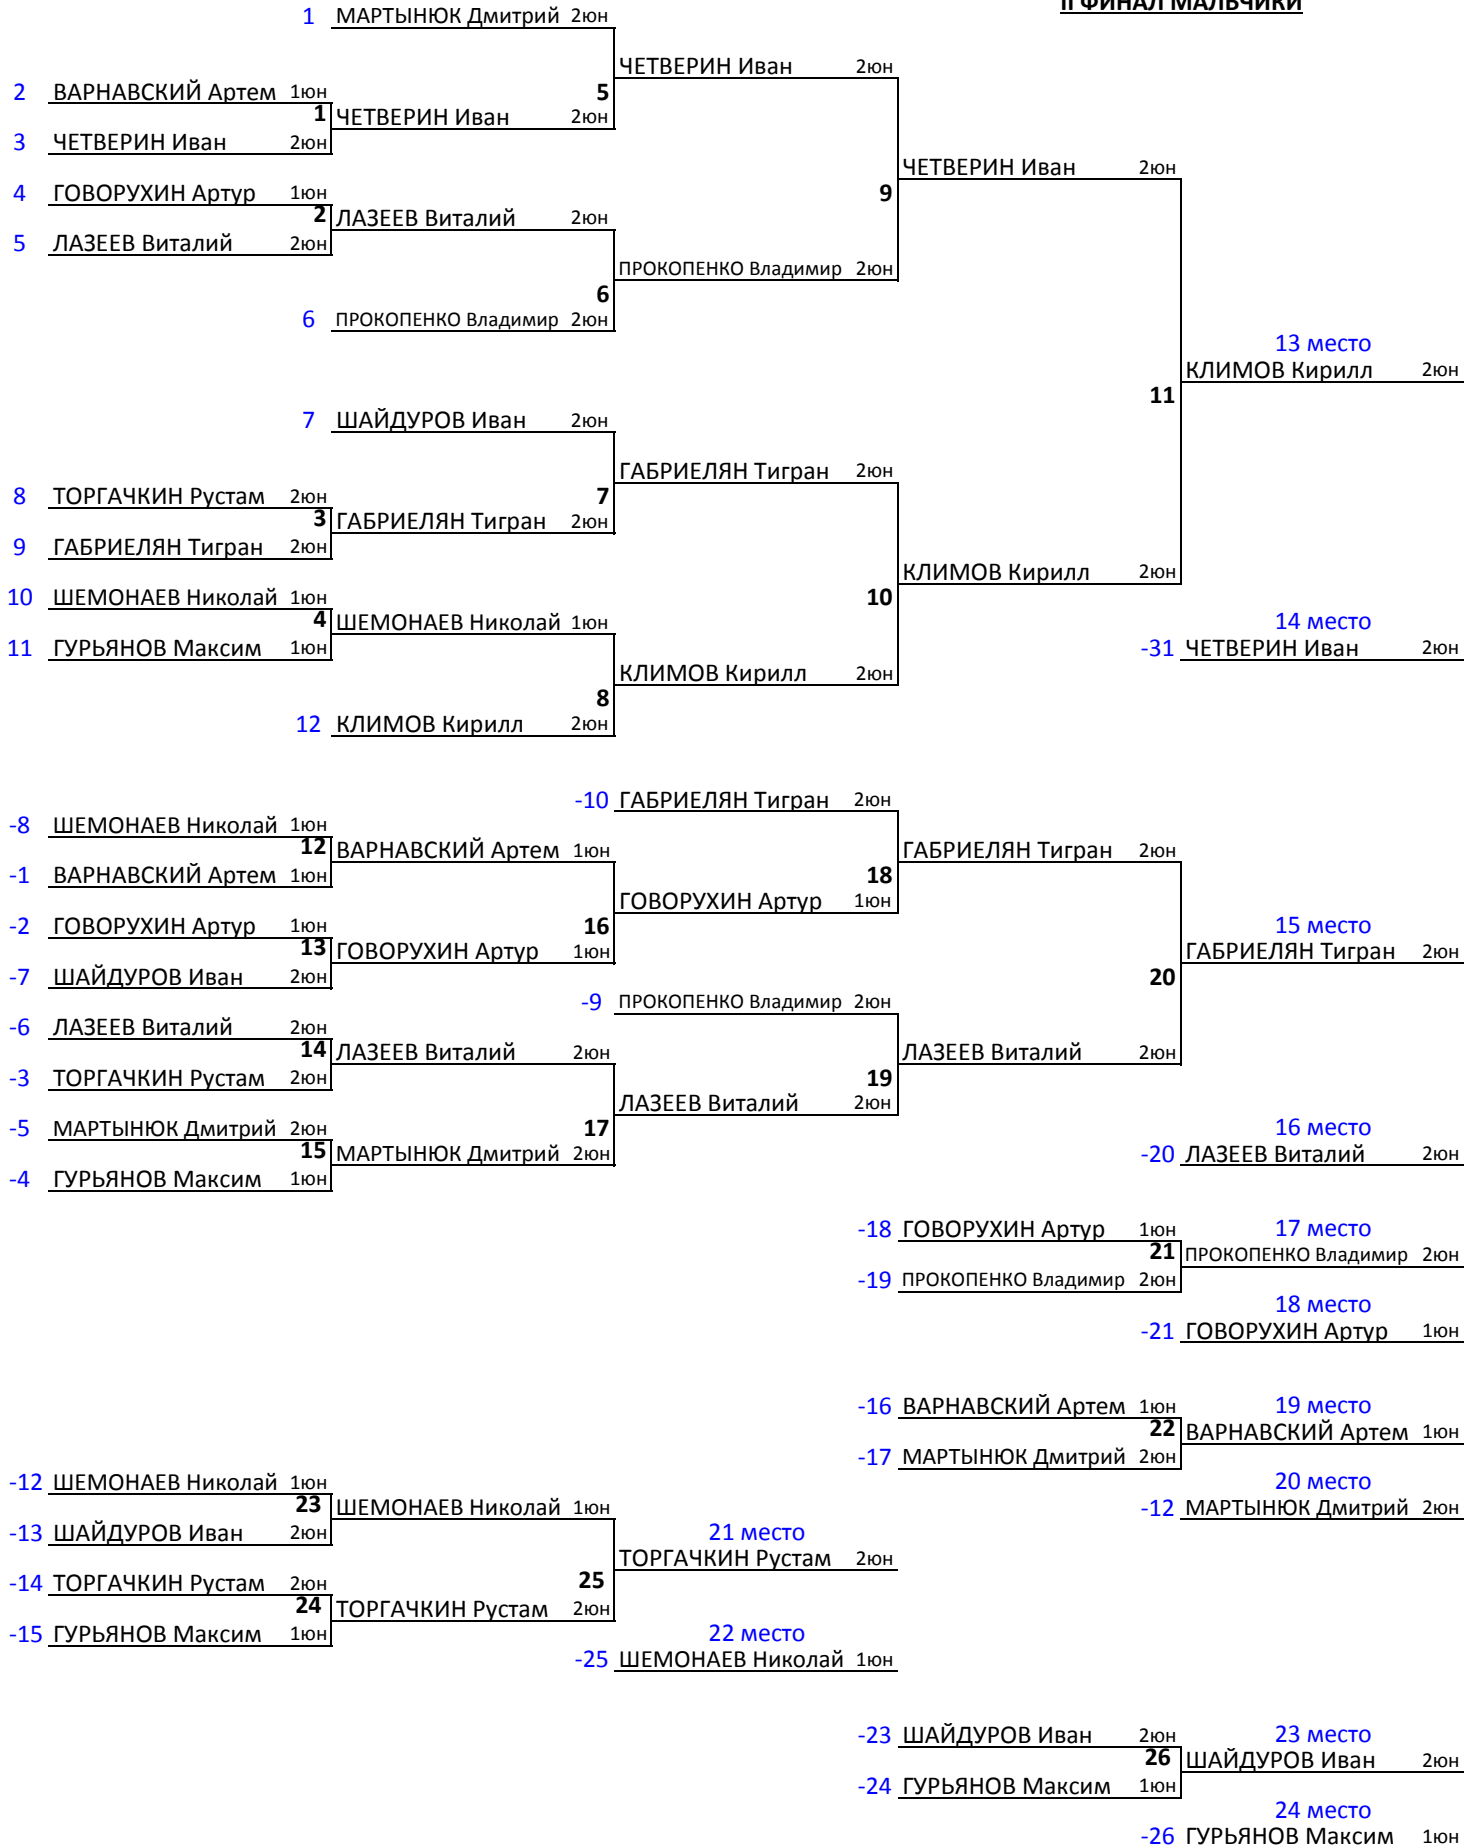 II ФИНАЛ МАЛЬЧИКИ
1 МАРТЫНЮК Дмитрий 2юн
ЧЕТВЕРИН Иван 2юн
2 ВАРНАВСКИЙ Артем 1юн 5
1 ЧЕТВЕРИН Иван 2юн
3 ЧЕТВЕРИН Иван 2юн
ЧЕТВЕРИН Иван 2юн
4 ГОВОРУХИН Артур 1юн 9
2 ЛАЗЕЕВ Виталий 2юн
5 ЛАЗЕЕВ Виталий 2юн
ПРОКОПЕНКО Владимир 2юн
6
6 ПРОКОПЕНКО Владимир 2юн
13 место
КЛИМОВ Кирилл 2юн
11
7 ШАЙДУРОВ Иван 2юн
ГАБРИЕЛЯН Тигран 2юн
8 ТОРГАЧКИН Рустам 2юн 7
3 ГАБРИЕЛЯН Тигран 2юн
9 ГАБРИЕЛЯН Тигран 2юн
КЛИМОВ Кирилл 2юн
10 ШЕМОНАЕВ Николай 1юн 10
4 ШЕМОНАЕВ Николай 1юн 14 место
11 ГУРЬЯНОВ Максим 1юн -31 ЧЕТВЕРИН Иван 2юн
КЛИМОВ Кирилл 2юн
8
12 КЛИМОВ Кирилл 2юн
-10 ГАБРИЕЛЯН Тигран 2юн
-8 ШЕМОНАЕВ Николай 1юн
12 ВАРНАВСКИЙ Артем 1юн ГАБРИЕЛЯН Тигран 2юн
-1 ВАРНАВСКИЙ Артем 1юн 18
ГОВОРУХИН Артур 1юн
-2 ГОВОРУХИН Артур 1юн 16 15 место
13 ГОВОРУХИН Артур 1юн ГАБРИЕЛЯН Тигран 2юн
-7 ШАЙДУРОВ Иван 2юн 20
-9 ПРОКОПЕНКО Владимир 2юн
-6 ЛАЗЕЕВ Виталий 2юн
14 ЛАЗЕЕВ Виталий 2юн ЛАЗЕЕВ Виталий 2юн
-3 ТОРГАЧКИН Рустам 2юн 19
ЛАЗЕЕВ Виталий 2юн
-5 МАРТЫНЮК Дмитрий 2юн 17 16 место
15 МАРТЫНЮК Дмитрий 2юн -20 ЛАЗЕЕВ Виталий 2юн
-4 ГУРЬЯНОВ Максим 1юн
-18 ГОВОРУХИН Артур 1юн 17 место
21 ПРОКОПЕНКО Владимир 2юн
-19 ПРОКОПЕНКО Владимир 2юн
18 место
-21 ГОВОРУХИН Артур 1юн
-16 ВАРНАВСКИЙ Артем 1юн 19 место
22 ВАРНАВСКИЙ Артем 1юн
-17 МАРТЫНЮК Дмитрий 2юн
-12 ШЕМОНАЕВ Николай 1юн 20 место
23 ШЕМОНАЕВ Николай 1юн -12 МАРТЫНЮК Дмитрий 2юн
-13 ШАЙДУРОВ Иван 2юн 21 место
ТОРГАЧКИН Рустам 2юн
-14 ТОРГАЧКИН Рустам 2юн 25
24 ТОРГАЧКИН Рустам 2юн
-15 ГУРЬЯНОВ Максим 1юн 22 место
-25 ШЕМОНАЕВ Николай 1юн
-23 ШАЙДУРОВ Иван 2юн 23 место
26 ШАЙДУРОВ Иван 2юн
-24 ГУРЬЯНОВ Максим 1юн
24 место
-26 ГУРЬЯНОВ Максим 1юн